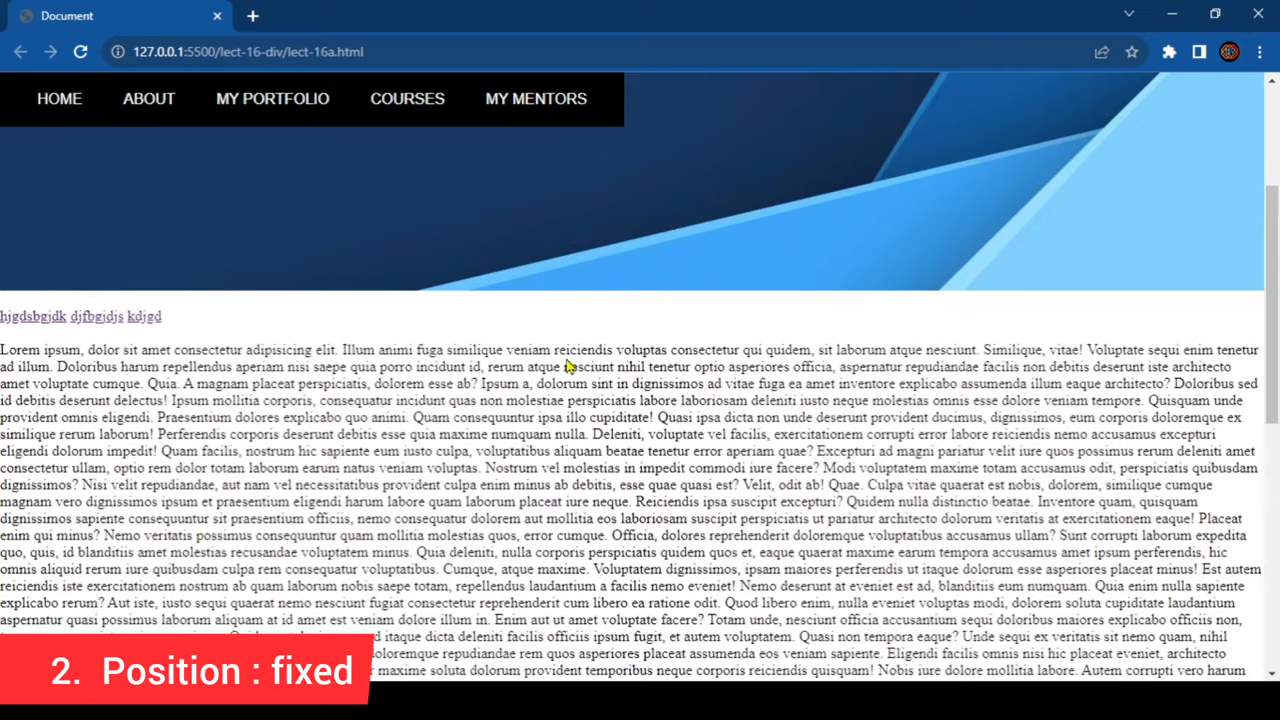 Document
127.0.0.1:5500/lect-16-div/lect-16a.html
HOME ABOUT MY PORTFOLIO COURSES MY MENTORS
hjgdsbgjdk djfbgjdjs kdjgd
Lorem ipsum, dolor sit amet consectetur adipisicing elit. Illum animi fuga similique veniam reiciendis voluptas consectetur qui quidem, sit laborum atque nesciunt. Similique, vitae! Voluptate sequi enim tenetur
ad illum. Doloribus harum repellendus aperiam nisi saepe quia porro incidunt id, rerum atque nesciunt nihil tenetur optio asperiores officia, aspernatur repudiandae facilis non debitis deserunt iste architecto
amet voluptate cumque. Quia. A magnam placeat perspiciatis, dolorem esse ab? Ipsum a, dolorum sint in dignissimos ad vitae fuga ea amet inventore explicabo assumenda illum eaque architecto? Doloribus sed
id debitis deserunt delectus! Ipsum mollitia corporis, consequatur incidunt quas non molestiae perspiciatis labore laboriosam deleniti iusto neque molestias omnis esse dolore veniam tempore. Quisquam unde
provident omnis eligendi. Praesentium dolores explicabo quo animi. Quam consequuntur ipsa illo cupiditate! Quasi ipsa dicta non unde deserunt provident ducimus, dignissimos, eum corporis doloremque ex
similique rerum laborum! Perferendis corporis deserunt debitis esse quia maxime numquam nulla. Deleniti, voluptate vel facilis, exercitationem corrupti error labore reiciendis nemo accusamus excepturi
eligendi dolorum impedit! Quam facilis, nostrum hic sapiente eum iusto culpa, voluptatibus aliquam beatae tenetur error aperiam quae? Excepturi ad magni pariatur velit iure quos possimus rerum deleniti amet
consectetur ullam, optio rem dolor totam laborum earum natus veniam voluptas. Nostrum vel molestias in impedit commodi iure facere? Modi voluptatem maxime totam accusamus odit, perspiciatis quibusdam
dignissimos? Nisi velit repudiandae, aut nam vel necessitatibus provident culpa enim minus ab debitis, esse quae quasi est? Velit, odit ab! Quae. Culpa vitae quaerat est nobis, dolorem, similique cumque
magnam vero dignissimos ipsum et praesentium eligendi harum labore quam laborum placeat iure neque. Reiciendis ipsa suscipit excepturi? Quidem nulla distinctio beatae. Inventore quam, quisquam
dignissimos sapiente consequuntur sit praesentium officiis, nemo consequatur dolorem aut mollitia eos laboriosam suscipit perspiciatis ut pariatur architecto dolorum veritatis at exercitationem eaque! Placeat
enim qui minus? Nemo veritatis possimus consequuntur quam mollitia molestias quos, error cumque. Officia, dolores reprehenderit doloremque voluptatibus accusamus ullam? Sunt corrupti laborum expedita
quo, quis, id blanditiis amet molestias recusandae voluptatem minus. Quia deleniti, nulla corporis perspiciatis quidem quos et, eaque quaerat maxime earum tempora accusamus amet ipsum perferendis, hic
omnis aliquid rerum iure quibusdam culpa rem consequatur voluptatibus. Cumque, atque maxime. Voluptatem dignissimos, ipsam maiores perferendis ut itaque dolorum esse asperiores placeat minus! Est autem
reiciendis iste exercitationem nostrum ab quam laborum nobis saepe totam, repellendus laudantium a facilis nemo eveniet! Nemo deserunt at eveniet est ad, blanditiis eum numquam. Quia enim nulla sapiente
explicabo rerum? Aut iste, iusto sequi quaerat nemo nesciunt fugiat consectetur reprehenderit cum libero ea ratione odit. Quod libero enim, nulla eveniet voluptas modi, dolorem soluta cupiditate laudantium
aspernatur quasi possimus laborum aliquam at id amet est veniam dolore illum in. Enim aut ut amet voluptate facere? Totam unde, nesciunt officia accusantium sequi doloribus maiores explicabo officiis non,
d itaque dicta deleniti facilis officiis ipsum fugit, et autem voluptatem. Quasi non tempora eaque? Unde sequi ex veritatis sit nemo quam, nihil
doloremque repudiandae rem quos asperiores placeat assumenda eos veniam sapiente. Eligendi facilis omnis nisi hic placeat eveniet, architecto
maxime soluta dolorum provident temporibus neque corporis reiciendis quisquam! Nobis iure dolore mollitia labore. Autem corrupti vero harum
2. Position : fixed